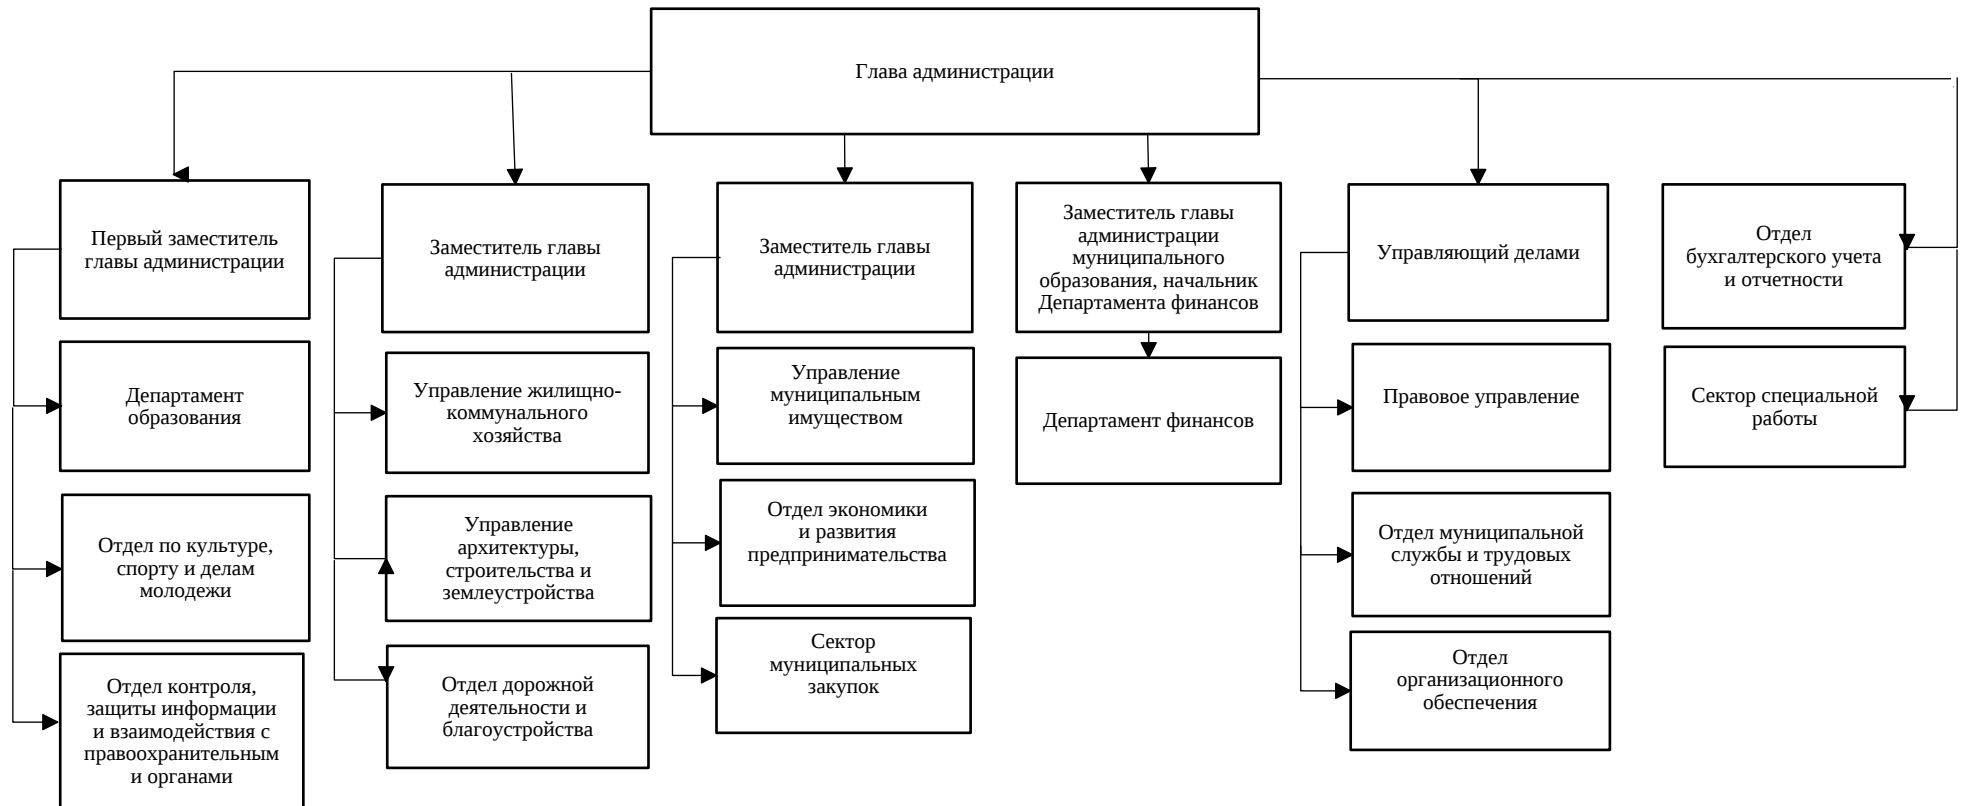 Глава администрации
Первый заместитель
главы администрации
Заместитель главы
администрации
Заместитель главы
администрации
Заместитель главы
администрации
муниципального
образования, начальник
Департамента финансов
Управляющий делами
Отдел
бухгалтерского учета
и отчетности
Департамент
образования
Управление жилищно-
коммунального
хозяйства
Управление
муниципальным
имуществом
Департамент финансов
Правовое управление
Сектор специальной
работы
Отдел по культуре,
спорту и делам
молодежи
Управление
архитектуры,
строительства и
землеустройства
Отдел экономики
и развития
предпринимательства
Отдел муниципальной
службы и трудовых
отношений
Отдел контроля,
защиты информации
и взаимодействия с
правоохранительным
и органами
Отдел дорожной
деятельности и
благоустройства
Сектор
муниципальных
закупок
Отдел
организационного
обеспечения